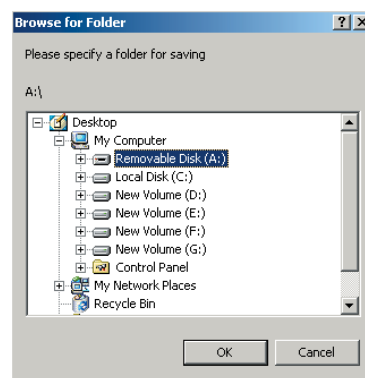 Browse for Folder
Please specify a folder for saving
A:\
Desktop
My Computer
Removable Disk (A:)
Local Disk (C:)
New Volume (D:)
New Volume (E:)
New Volume (F:)
New Volume (G:)
Control Panel
My Network Places
Recycle Bin
OK Cancel